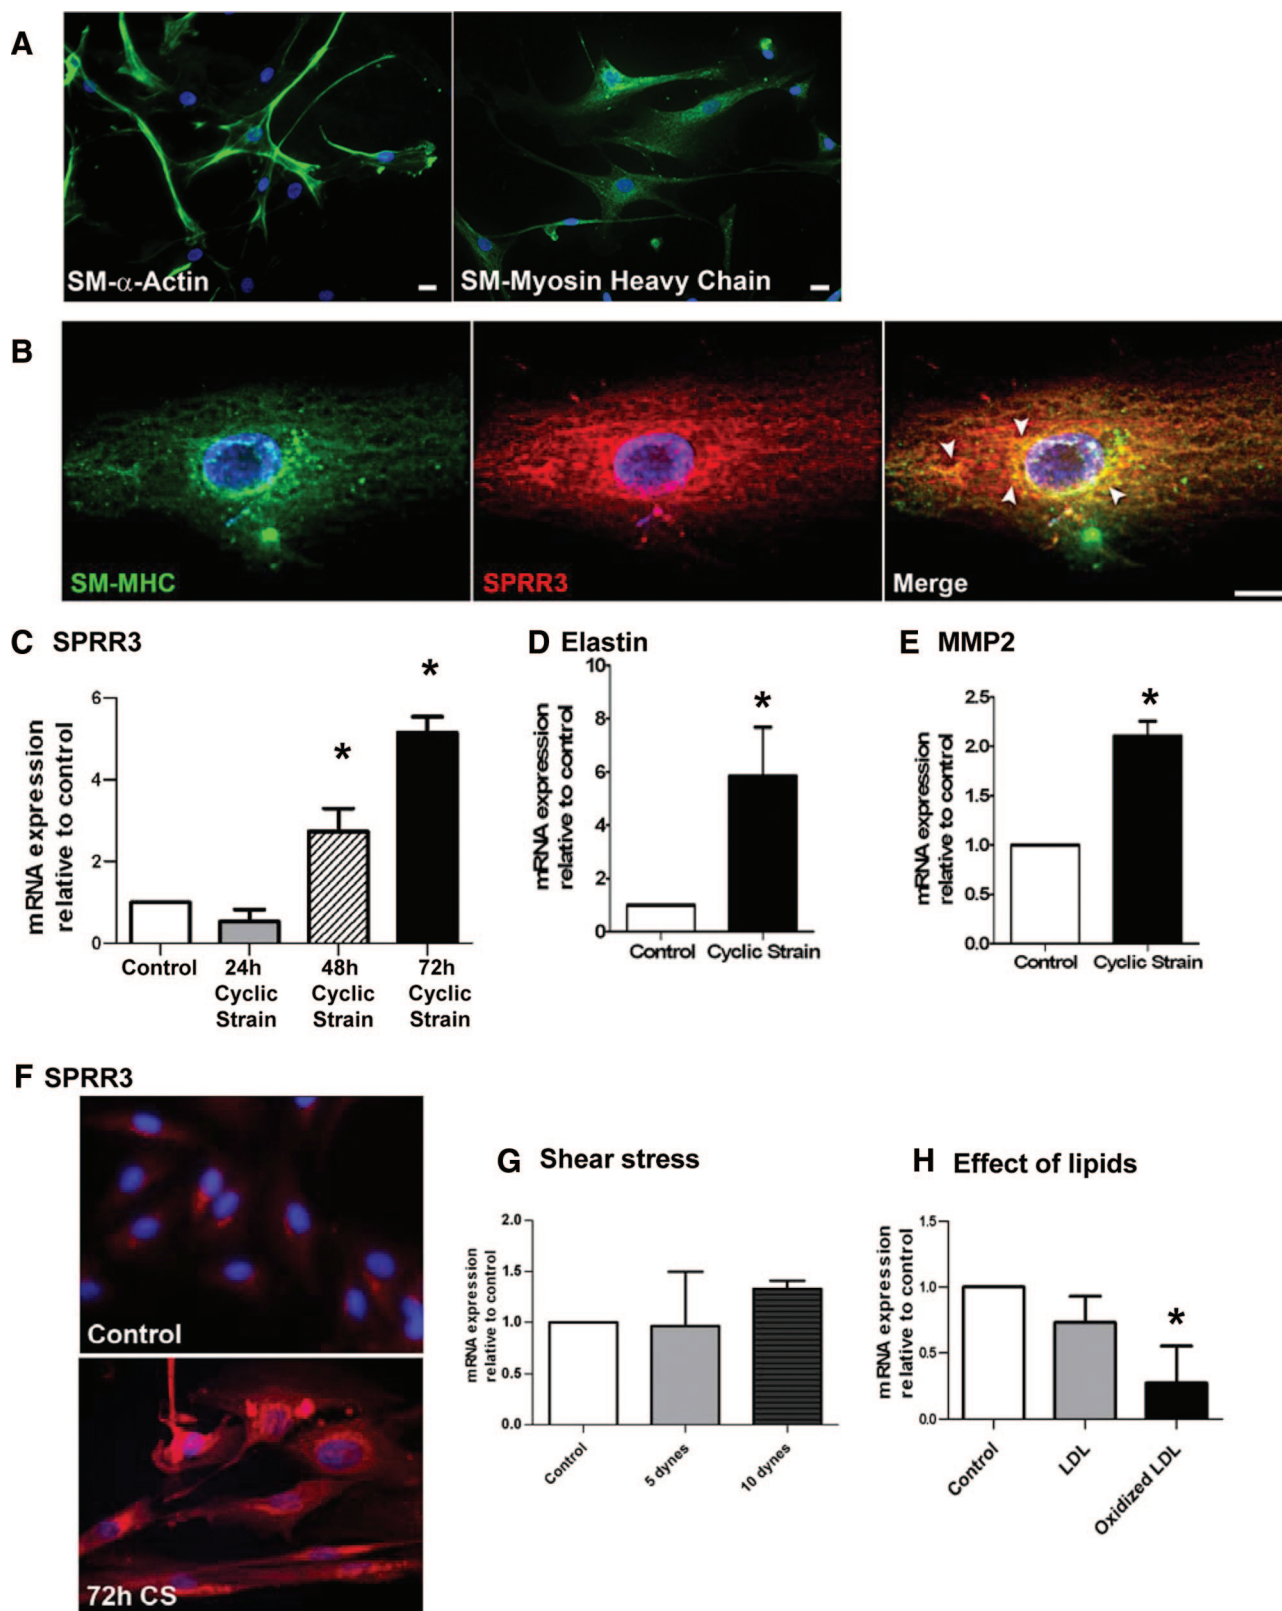 A
SM-α-Actin
SM-Myosin Heavy Chain
B
SM-MHC
SPRR3
Merge
C SPRR3
mRNA expression
relative to control
6
4
2
0
*
*
Control
24h
Cyclic
Strain
48h
Cyclic
Strain
72h
Cyclic
Strain
D Elastin
mRNA expression
relative to control
10
8
6
4
2
0
*
Control
Cyclic Strain
E MMP2
mRNA expression
relative to control
2.5
2.0
1.5
1.0
0.5
0.0
*
Control
Cyclic Strain
F SPRR3
Control
72h CS
G Shear stress
mRNA expression
relative to control
2.0
1.5
1.0
0.5
0.0
Control
5 dynes
10 dynes
H Effect of lipids
mRNA expression
relative to control
1.5
1.0
0.5
0.0
*
Control
LDL
Oxidized LDL